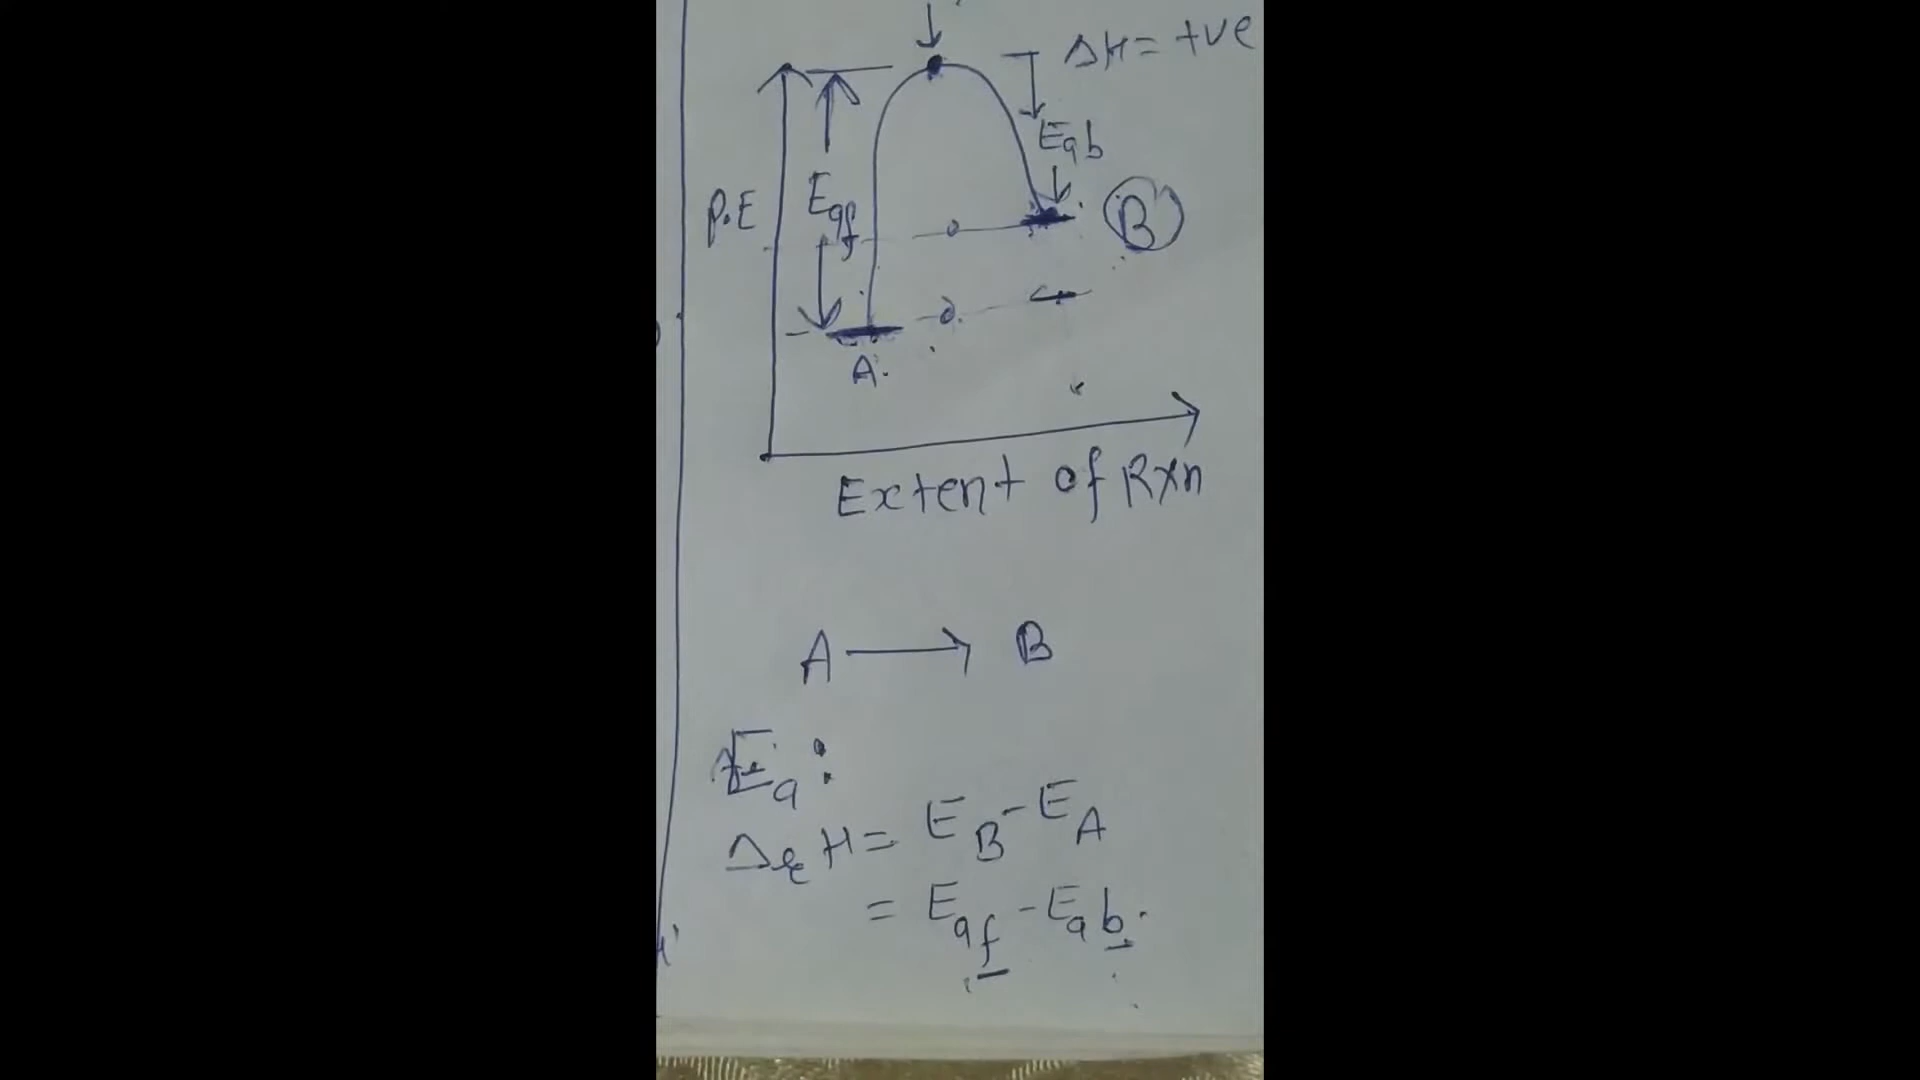 ΔH = +ve
Eab
P.E
Eaf
B
A.
Extent of Rxn
A → B
Ea :
ΔrH = EB - EA
= Eaf - Eab.